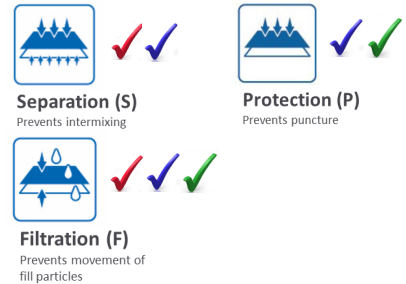 Separation (S)
Prevents intermixing
Protection (P)
Prevents puncture
Filtration (F)
Prevents movement of
fill particles